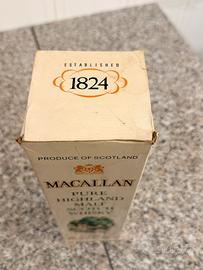 ESTABLISHED
1824
PRODUCE OF SCOTLAND
MACALLAN
PURE
HIGHLAND
MALT
SCOTCH
WHISKY